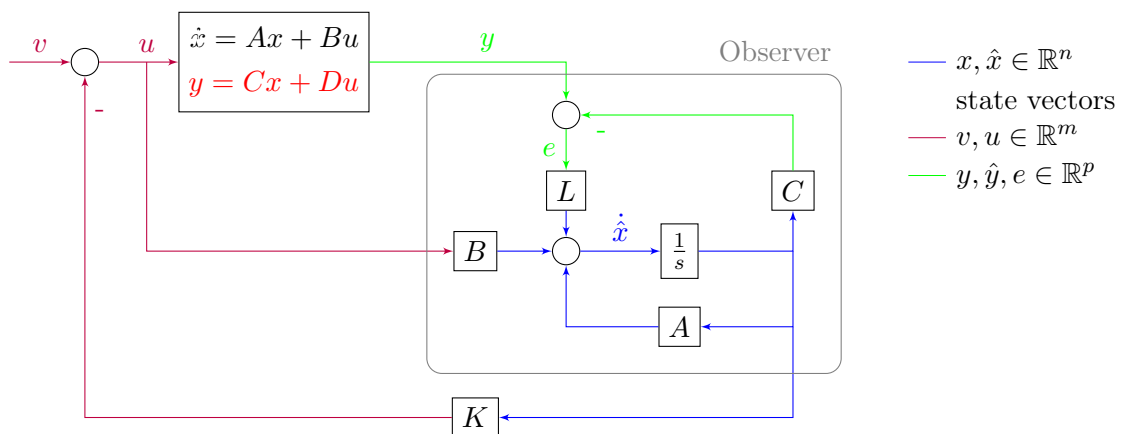 v
u
ẋ = Ax + Bu
y = Cx + Du
y
Observer
x, x̂ ∈ ℝⁿ
state vectors
v, u ∈ ℝᵐ
y, ŷ, e ∈ ℝᵖ
-
-
e
L
C
B
x̂̇
1/s
A
K